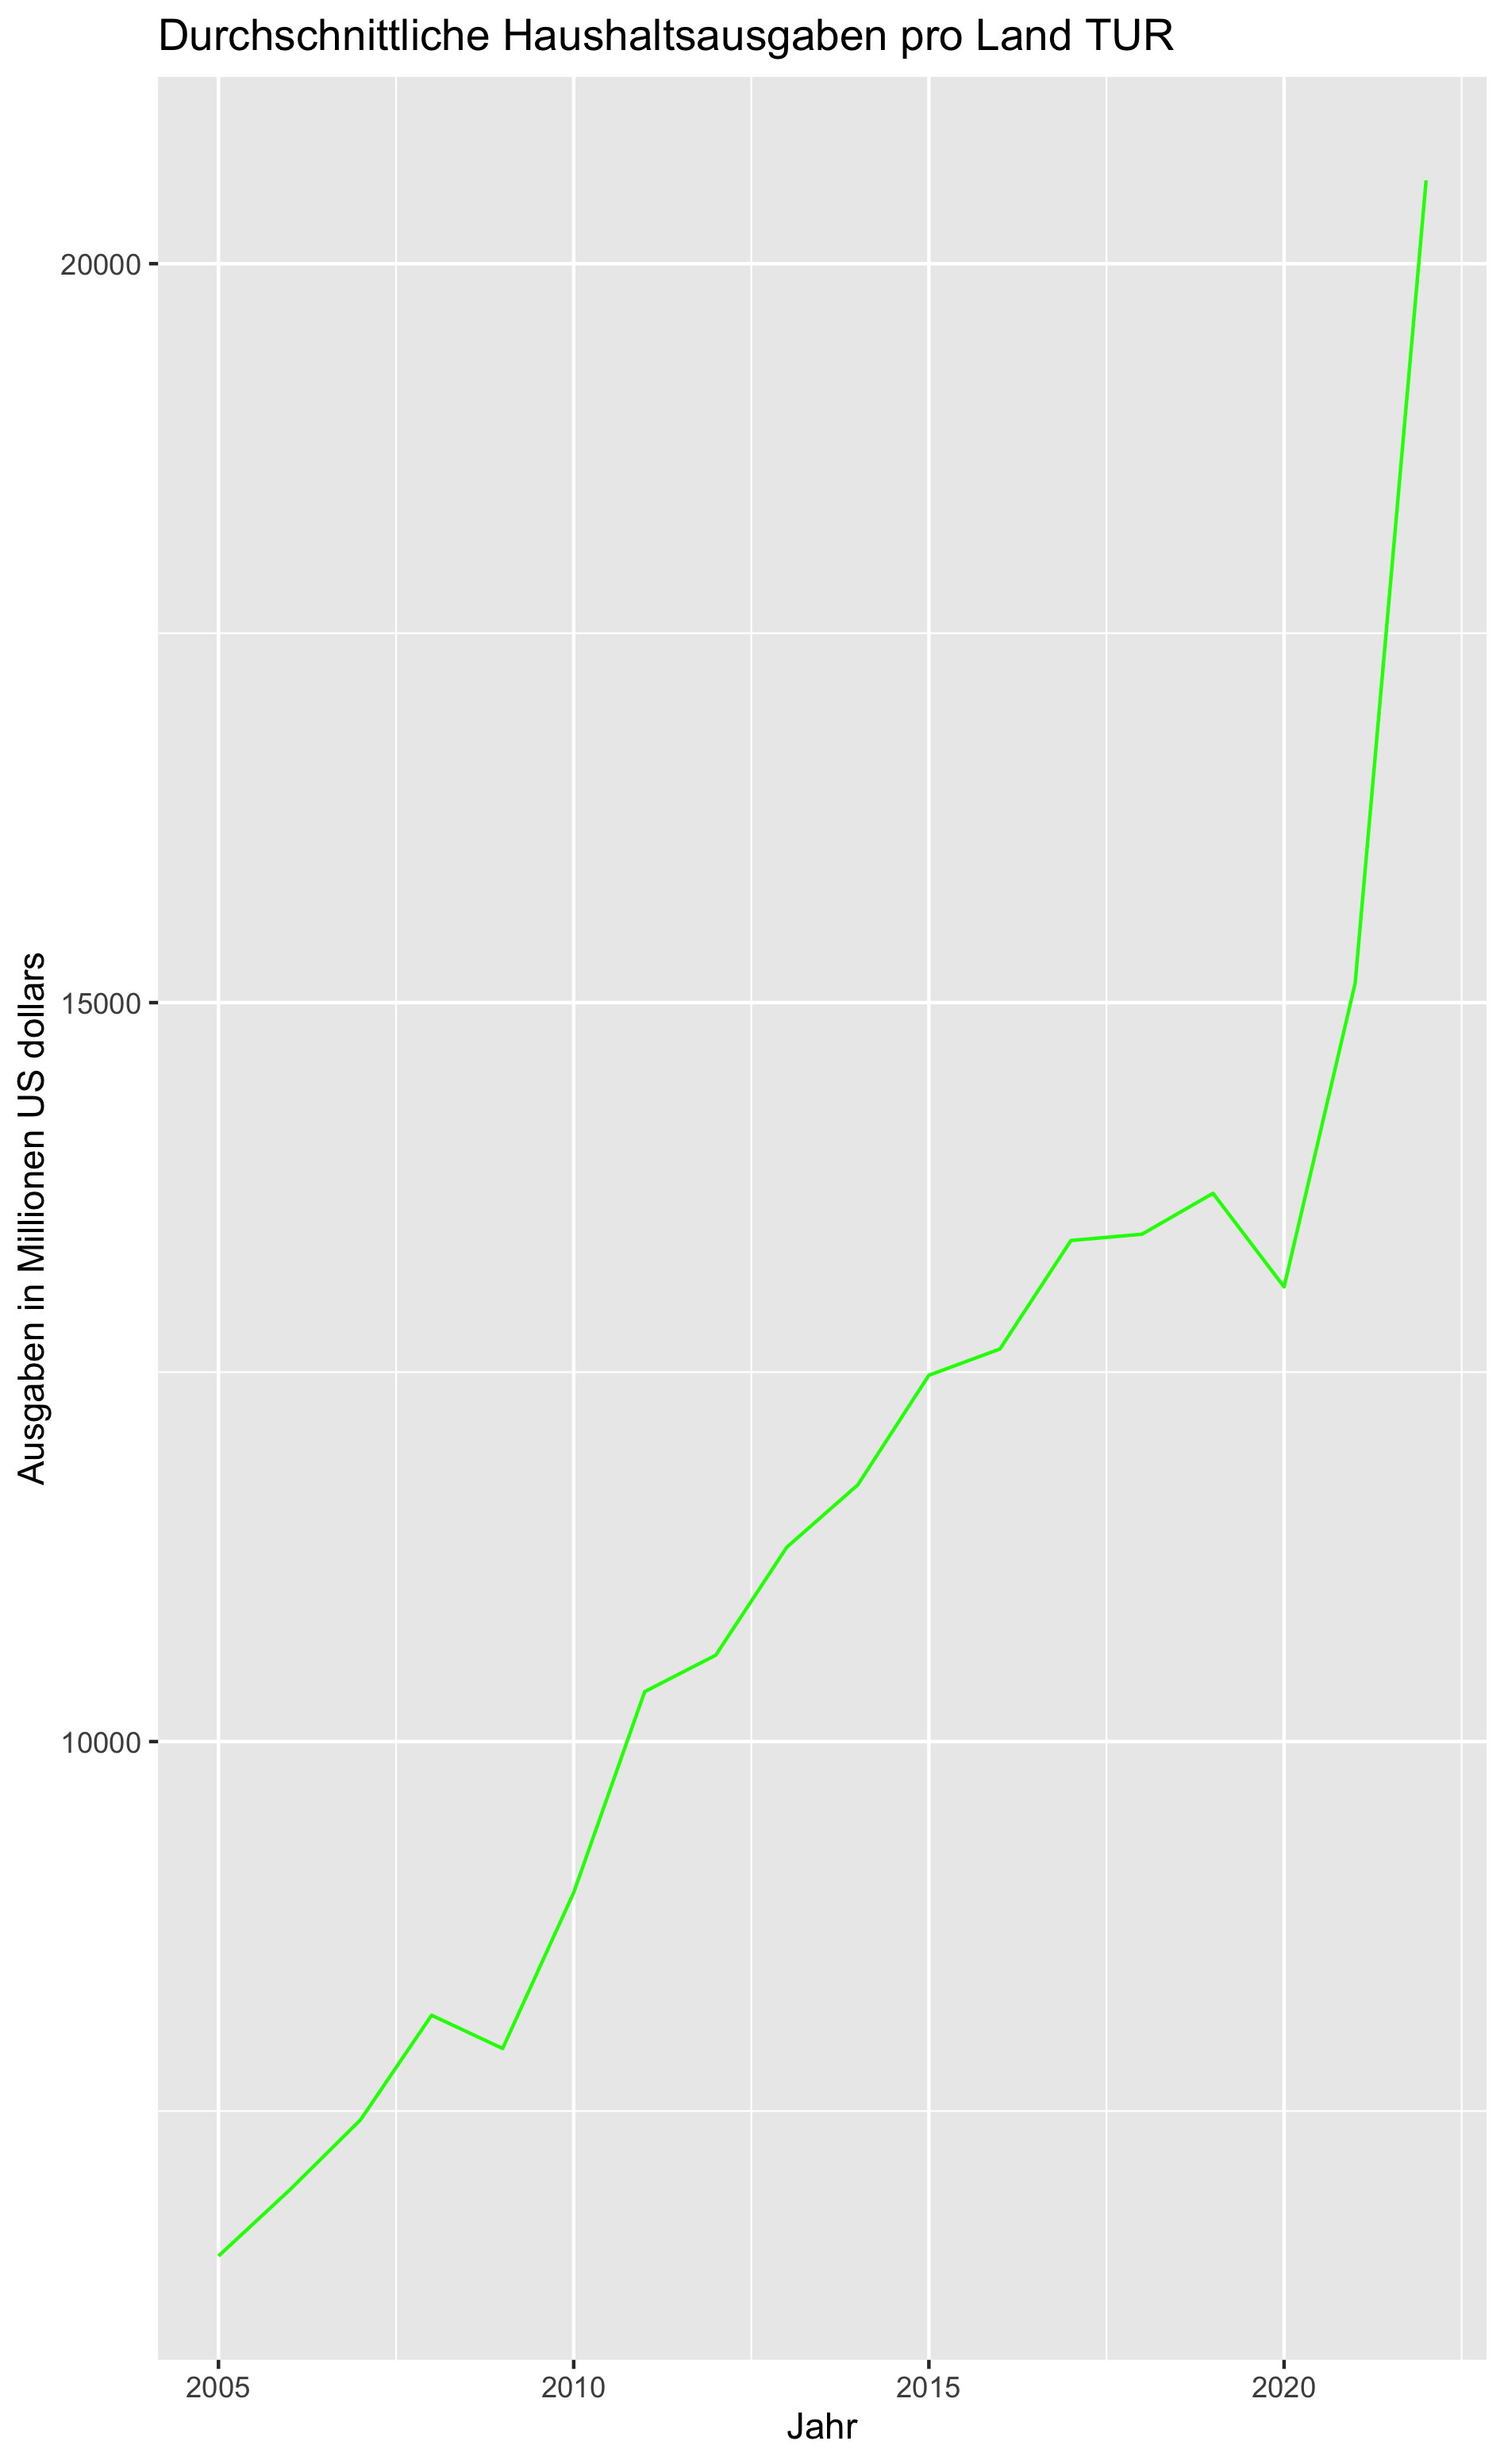 Durchschnittliche Haushaltsausgaben pro Land TUR
Ausgaben in Millionen US dollars
20000
15000
10000
2005
2010
2015
2020
Jahr